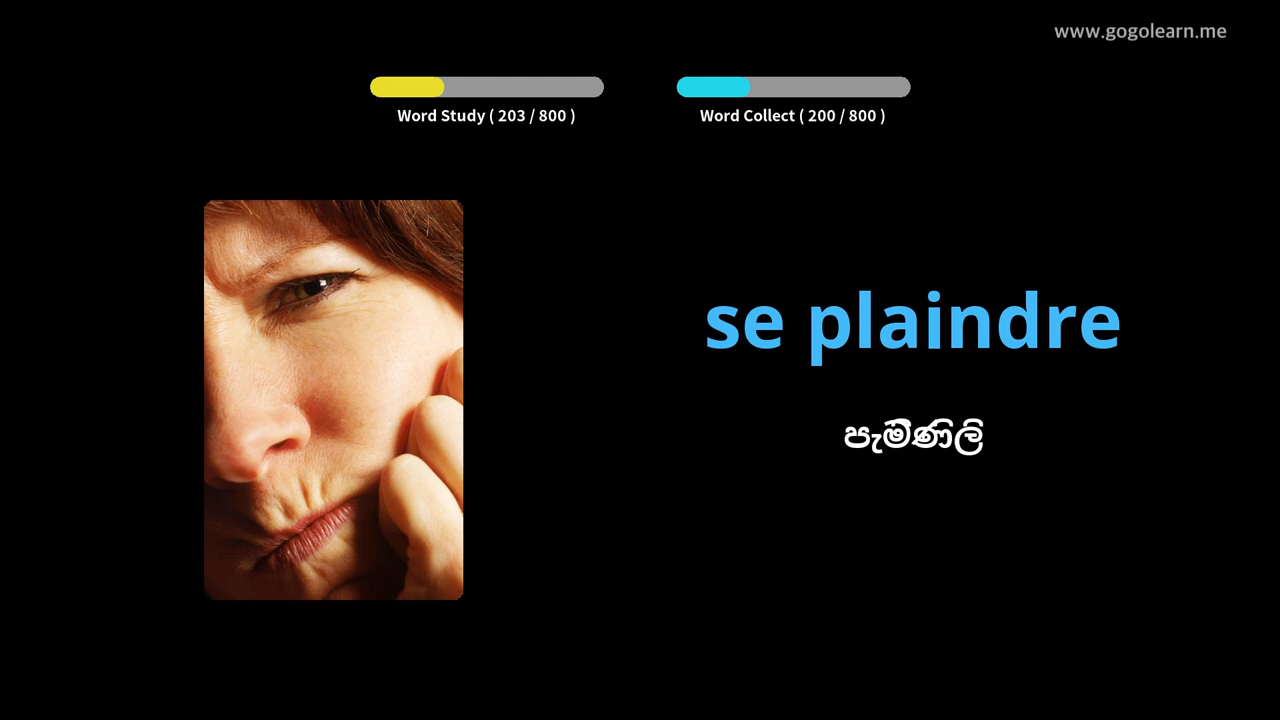 www.gogolearn.me
Word Study ( 203 / 800 )
Word Collect ( 200 / 800 )
se plaindre
පැමිණිලි